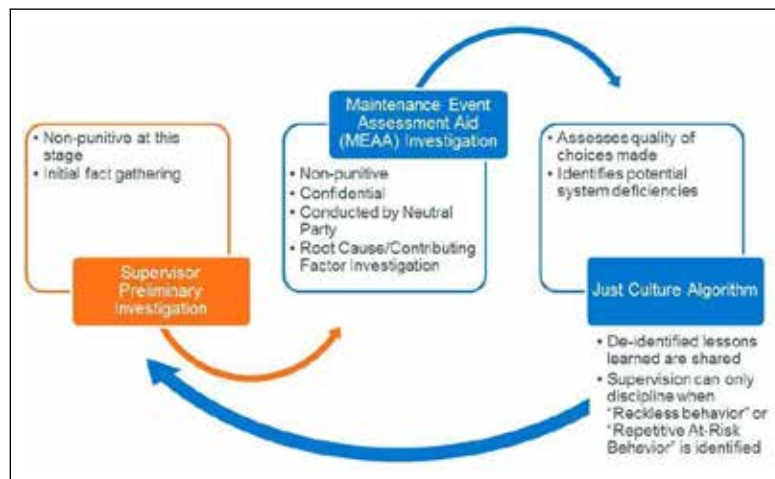 • Non-punitive at this
stage
• Initial fact gathering
Supervisor
Preliminary
Investigation
Maintenance Event
Assessment Aid
(MEAA) Investigation
• Non-punitive
• Confidential
• Conducted by Neutral
Party
• Root Cause/Contributing
Factor Investigation
• Assesses quality of
choices made
• Identifies potential
system deficiencies
Just Culture Algorithm
• De-identified lessons
learned are shared
• Supervision can only
discipline when
"Reckless behavior" or
"Repetitive At-Risk
Behavior" is identified